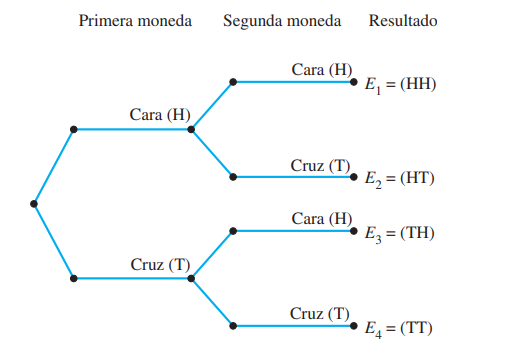 Primera moneda Segunda moneda Resultado
Cara (H)
E₁ = (HH)
Cara (H)
Cruz (T)
E₂ = (HT)
Cara (H)
E₃ = (TH)
Cruz (T)
Cruz (T)
E₄ = (TT)